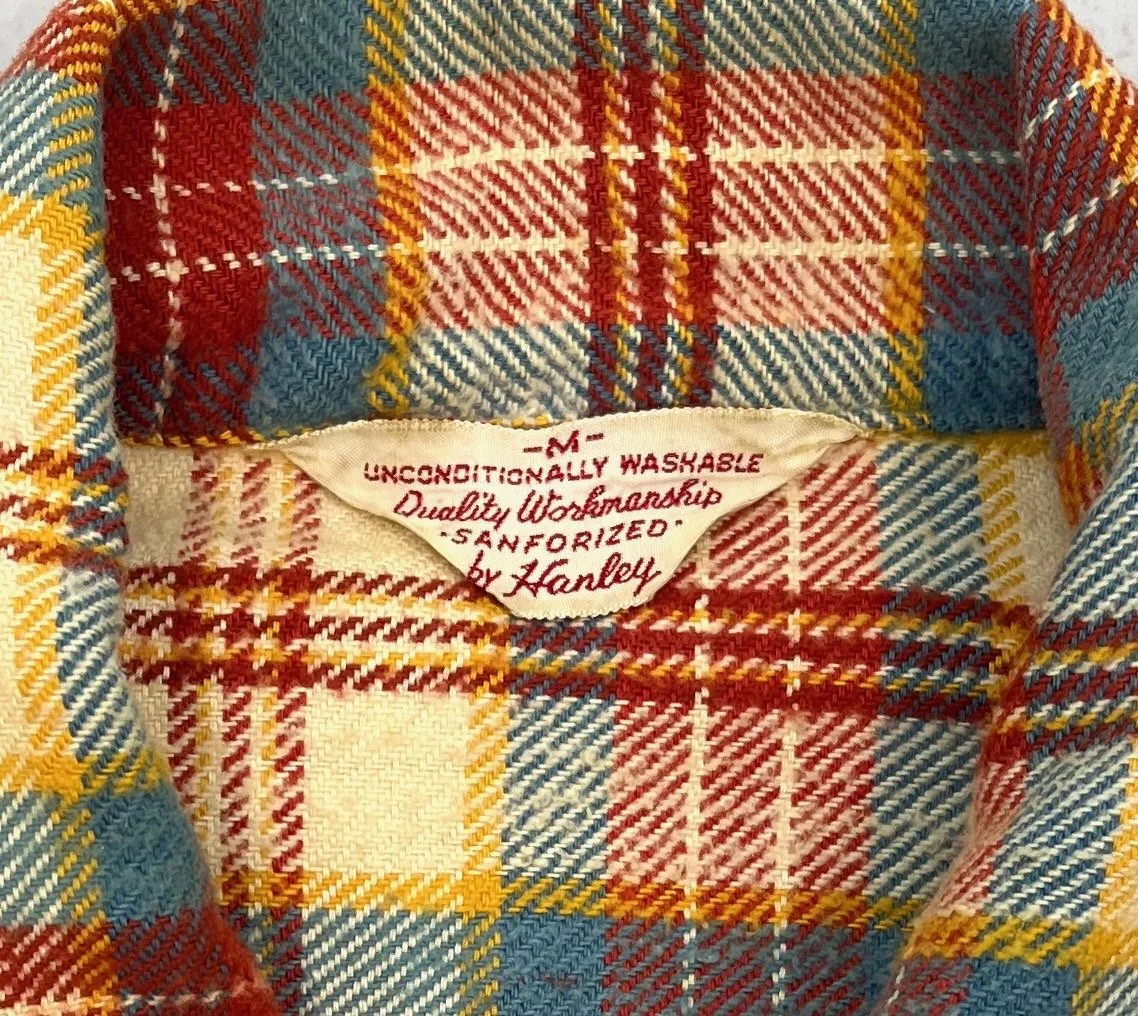 -M-
UNCONDITIONALLY WASHABLE
Quality Workmanship
·SANFORIZED·
by Hanley